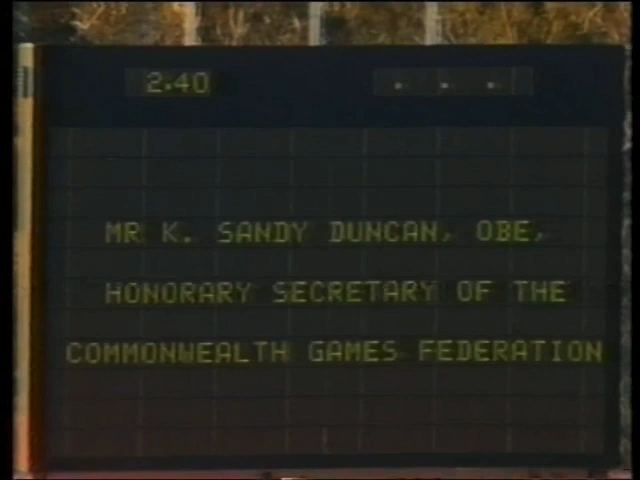 2.40 . . .
MR K. SANDY DUNCAN, OBE,
HONORARY SECRETARY OF THE
COMMONWEALTH GAMES FEDERATION